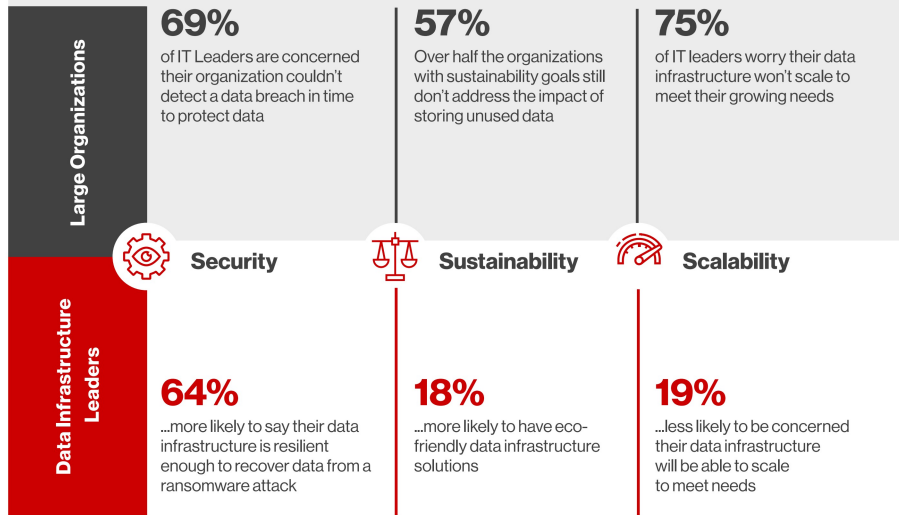 Large Organizations
69%
of IT Leaders are concerned
their organization couldn't
detect a data breach in time
to protect data
57%
Over half the organizations
with sustainability goals still
don't address the impact of
storing unused data
75%
of IT leaders worry their data
infrastructure won't scale to
meet their growing needs
Security
Sustainability
Scalability
Data Infrastructure
Leaders
64%
...more likely to say their data
infrastructure is resilient
enough to recover data from a
ransomware attack
18%
...more likely to have eco-
friendly data infrastructure
solutions
19%
...less likely to be concerned
their data infrastructure
will be able to scale
to meet needs